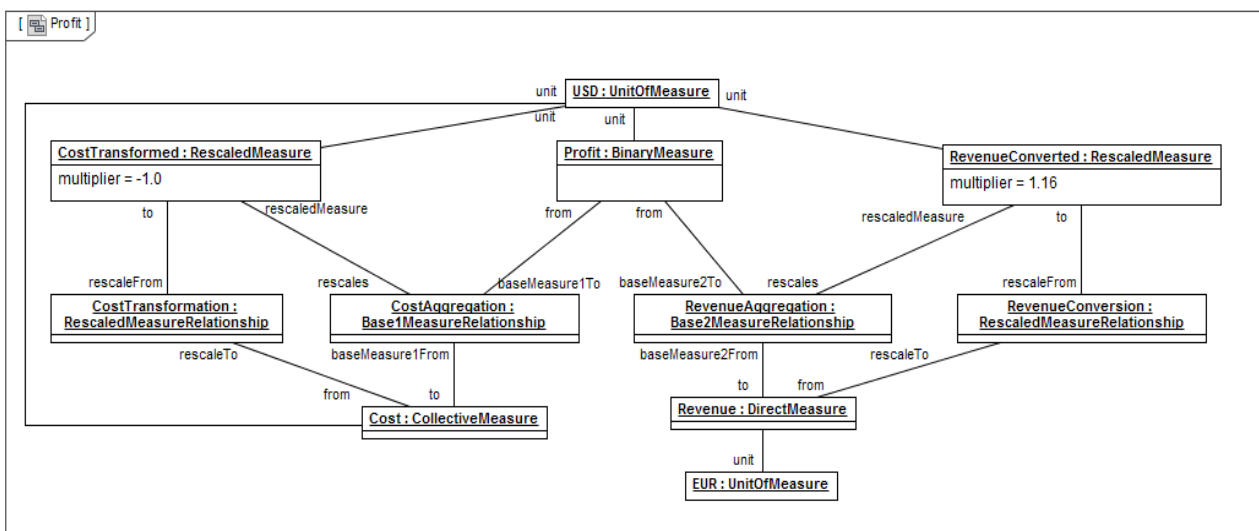 [ Profit ]
unit
USD : UnitOfMeasure
unit
unit
unit
CostTransformed : RescaledMeasure
multiplier = -1.0
Profit : BinaryMeasure
RevenueConverted : RescaledMeasure
multiplier = 1.16
to
rescaledMeasure
from
from
rescaledMeasure
to
rescaleFrom
rescales
baseMeasure1To
baseMeasure2To
rescales
rescaleFrom
CostTransformation :
RescaledMeasureRelationship
CostAggregation :
Base1MeasureRelationship
RevenueAggregation :
Base2MeasureRelationship
RevenueConversion :
RescaledMeasureRelationship
rescaleTo
baseMeasure1From
baseMeasure2From
rescaleTo
from
to
to
from
Cost : CollectiveMeasure
Revenue : DirectMeasure
unit
EUR : UnitOfMeasure